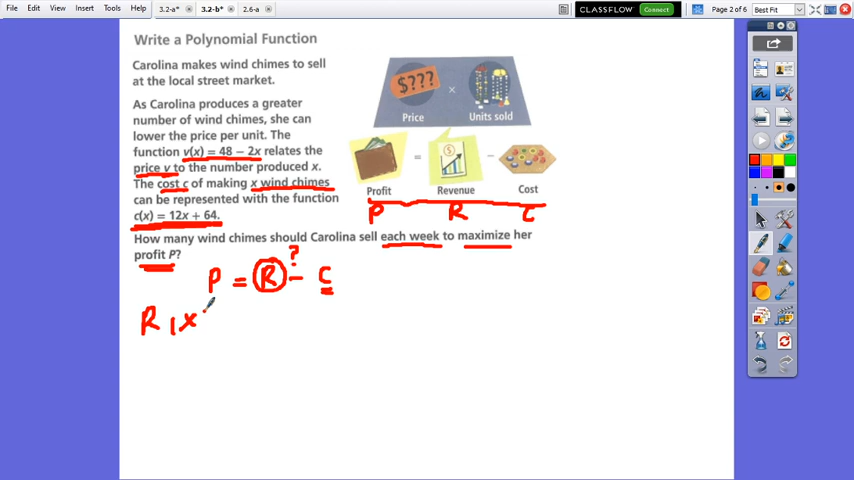 File Edit View Insert Tools Help
3.2-a*
3.2-b*
2.6-a
CLASSFLOW
Connect
Page 2 of 6
Best Fit
Write a Polynomial Function
Carolina makes wind chimes to sell
at the local street market.
As Carolina produces a greater
number of wind chimes, she can
lower the price per unit. The
function v(x) = 48 − 2x relates the
price v to the number produced x.
The cost c of making x wind chimes
can be represented with the function
c(x) = 12x + 64.
$???
Price × Units sold
$
= −
Profit Revenue Cost
P R C
How many wind chimes should Carolina sell each week to maximize her
profit P?
?
P = R − C
R (x